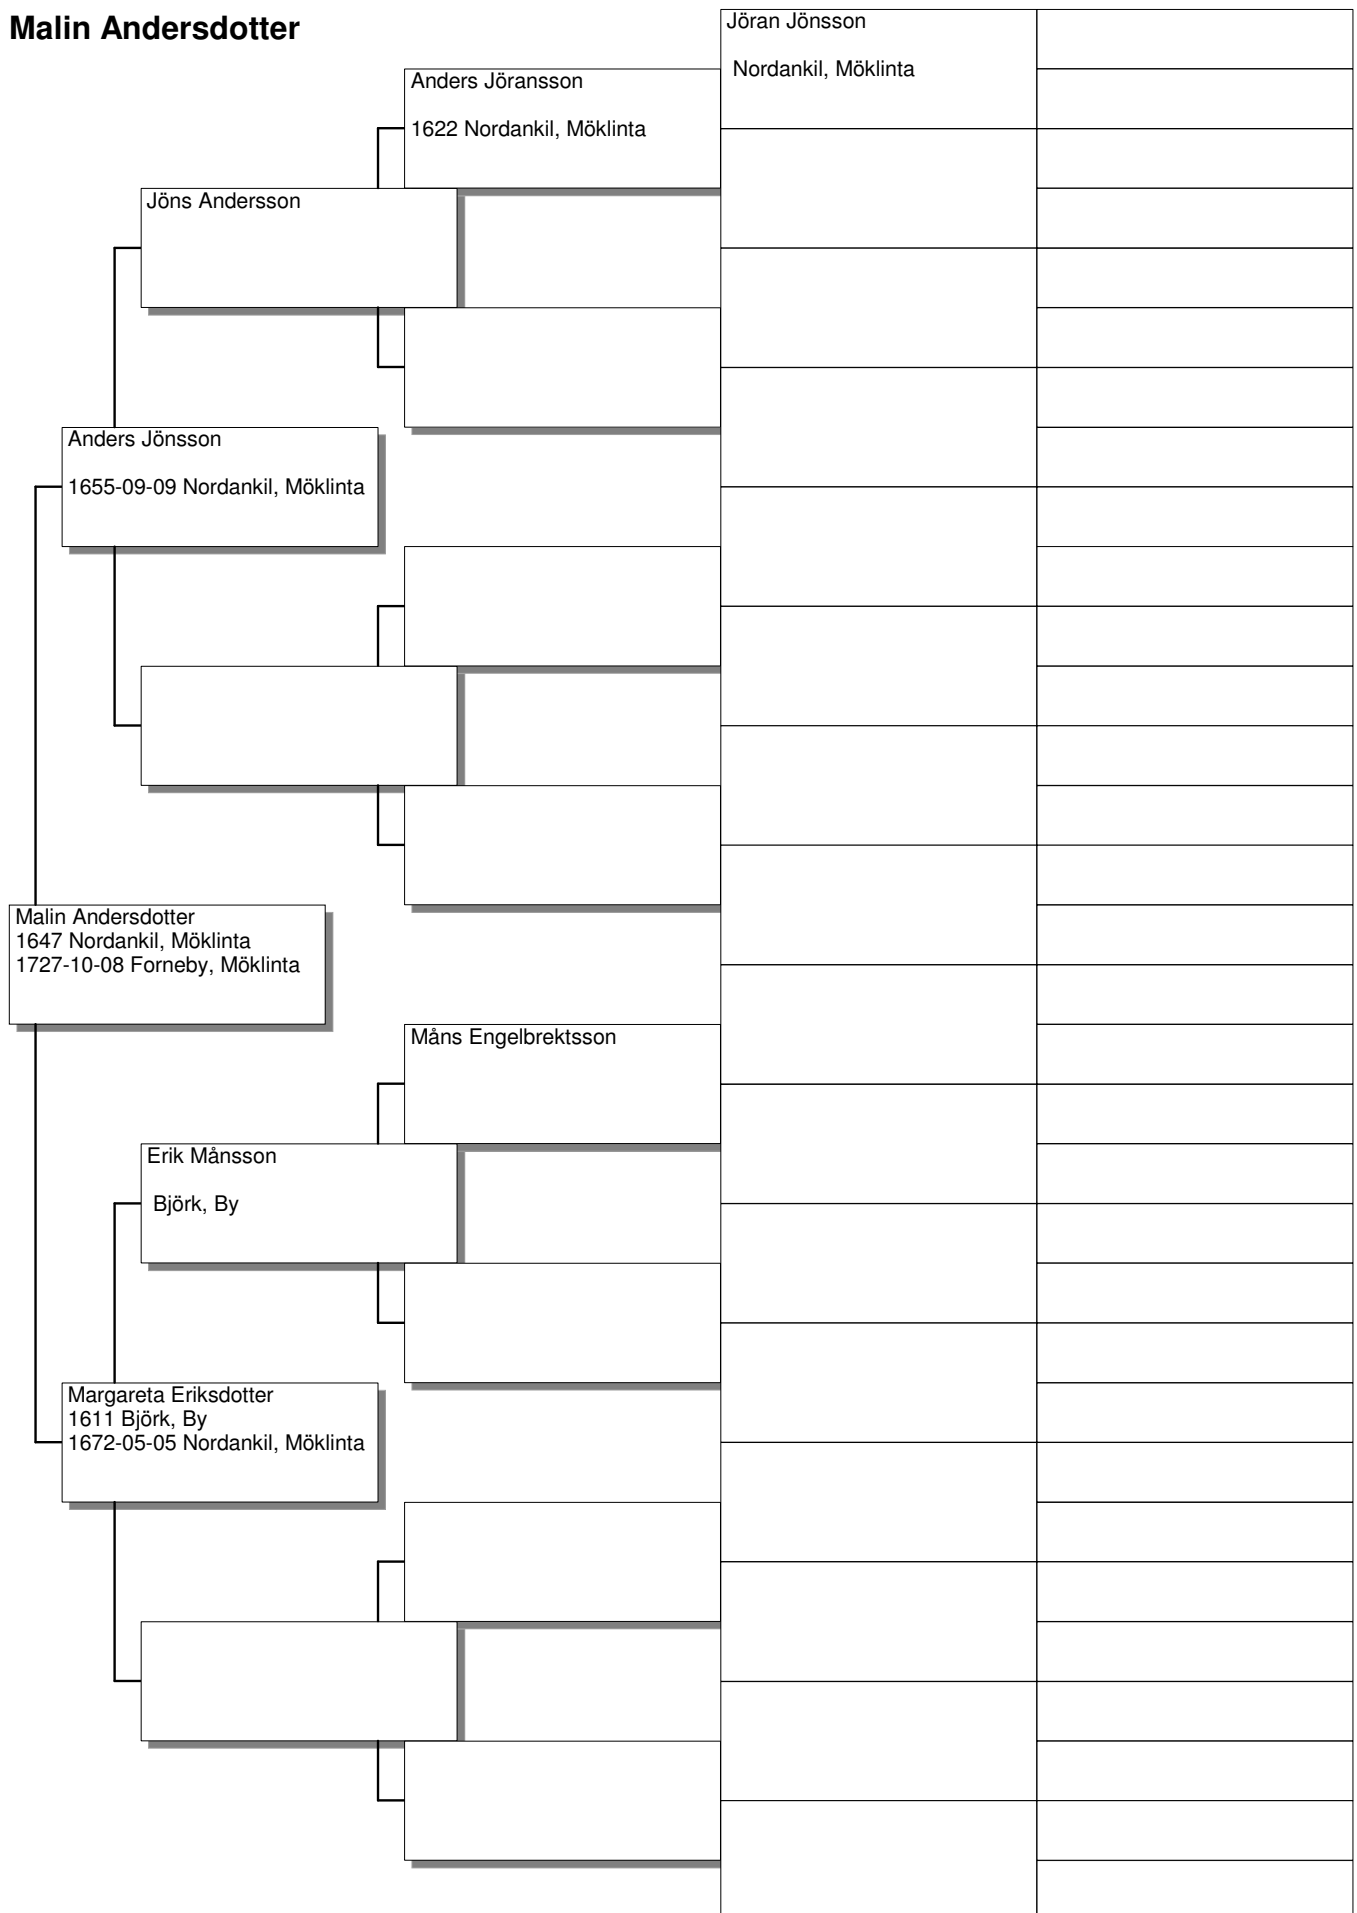 Malin Andersdotter
Jöran Jönsson
Nordankil, Möklinta
Anders Jöransson
1622 Nordankil, Möklinta
Jöns Andersson
Anders Jönsson
1655-09-09 Nordankil, Möklinta
Malin Andersdotter
1647 Nordankil, Möklinta
1727-10-08 Forneby, Möklinta
Måns Engelbrektsson
Erik Månsson
Björk, By
Margareta Eriksdotter
1611 Björk, By
1672-05-05 Nordankil, Möklinta